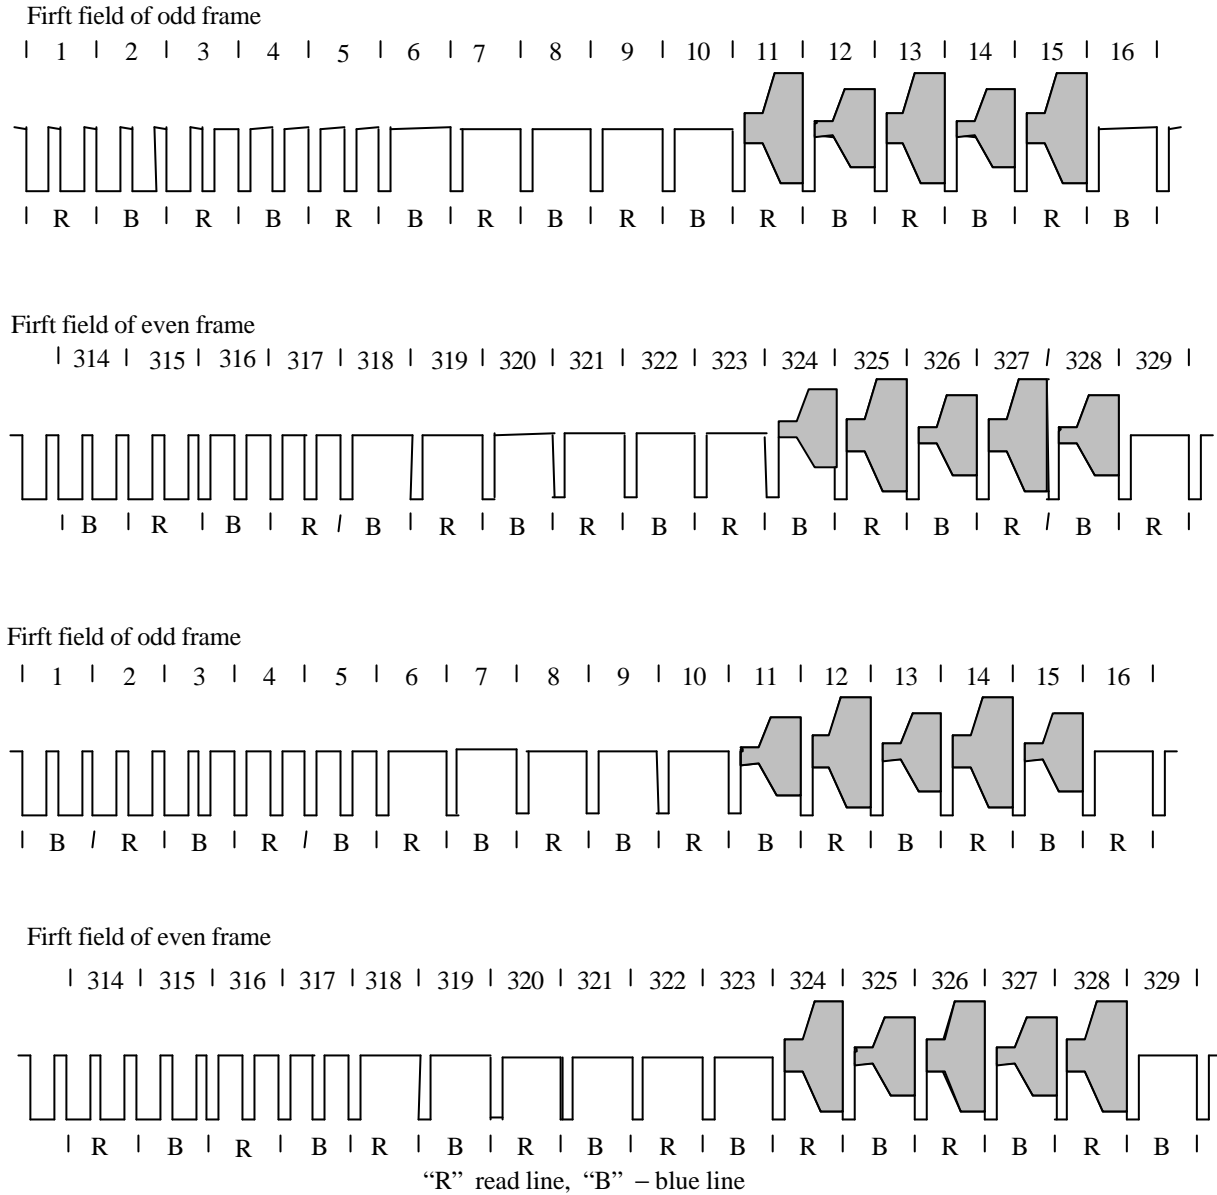 Firft field of odd frame
1 2 3 4 5 6 7 8 9 10 11 12 13 14 15 16
R B R B R B R B R B R B R B R B
Firft field of even frame
314 315 316 317 318 319 320 321 322 323 324 325 326 327 328 329
B R B R B R B R B R B R B R B R
Firft field of odd frame
1 2 3 4 5 6 7 8 9 10 11 12 13 14 15 16
B R B R B R B R B R B R B R B R
Firft field of even frame
314 315 316 317 318 319 320 321 322 323 324 325 326 327 328 329
R B R B R B R B R B R B R B R B
“R” read line, “B” – blue line